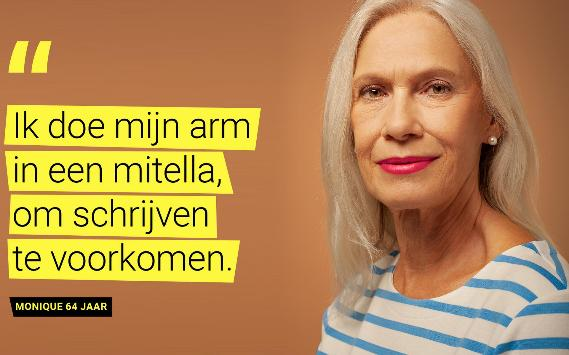 “
Ik doe mijn arm
in een mitella,
om schrijven
te voorkomen.
MONIQUE 64 JAAR